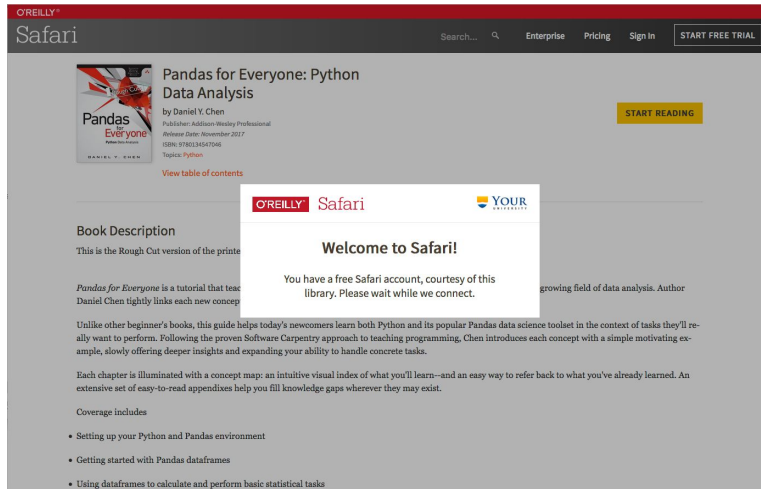 O'REILLY®
Safari
Search...
Enterprise
Pricing
Sign In
START FREE TRIAL
Pandas
for
Everyone
Python Data Analysis
DANIEL Y. CHEN
Pandas for Everyone: Python
Data Analysis
by Daniel Y. Chen
Publisher: Addison-Wesley Professional
Release Date: November 2017
ISBN: 9780134547046
Topics: Python
View table of contents
START READING
O'REILLY® Safari
YOUR
UNIVERSITY
Welcome to Safari!
You have a free Safari account, courtesy of this
library. Please wait while we connect.
Book Description
This is the Rough Cut version of the printe
Pandas for Everyone is a tutorial that teac
growing field of data analysis. Author
Daniel Chen tightly links each new concep
Unlike other beginner's books, this guide helps today's newcomers learn both Python and its popular Pandas data science toolset in the context of tasks they'll re-
ally want to perform. Following the proven Software Carpentry approach to teaching programming, Chen introduces each concept with a simple motivating ex-
ample, slowly offering deeper insights and expanding your ability to handle concrete tasks.
Each chapter is illuminated with a concept map: an intuitive visual index of what you'll learn—and an easy way to refer back to what you've already learned. An
extensive set of easy-to-read appendixes help you fill knowledge gaps wherever they may exist.
Coverage includes
• Setting up your Python and Pandas environment
• Getting started with Pandas dataframes
• Using dataframes to calculate and perform basic statistical tasks